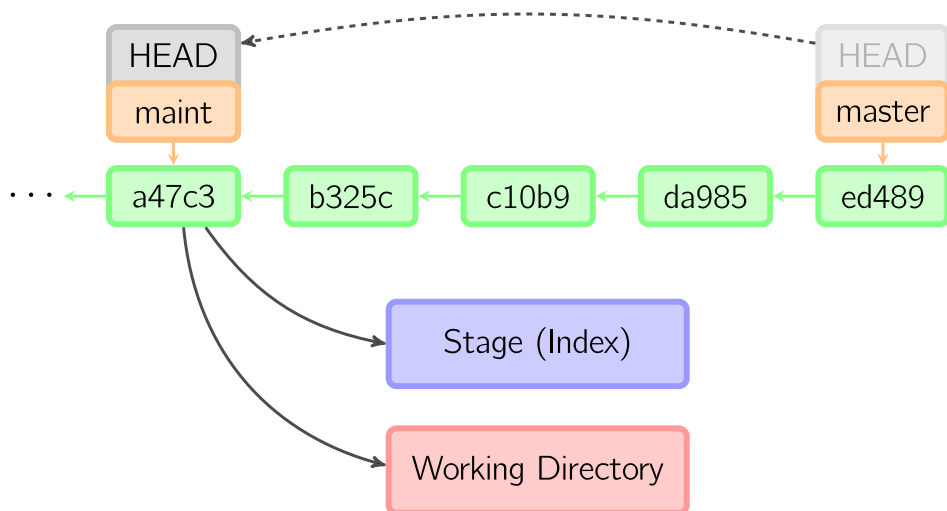 HEAD
HEAD
maint
master
... a47c3 b325c c10b9 da985 ed489
Stage (Index)
Working Directory